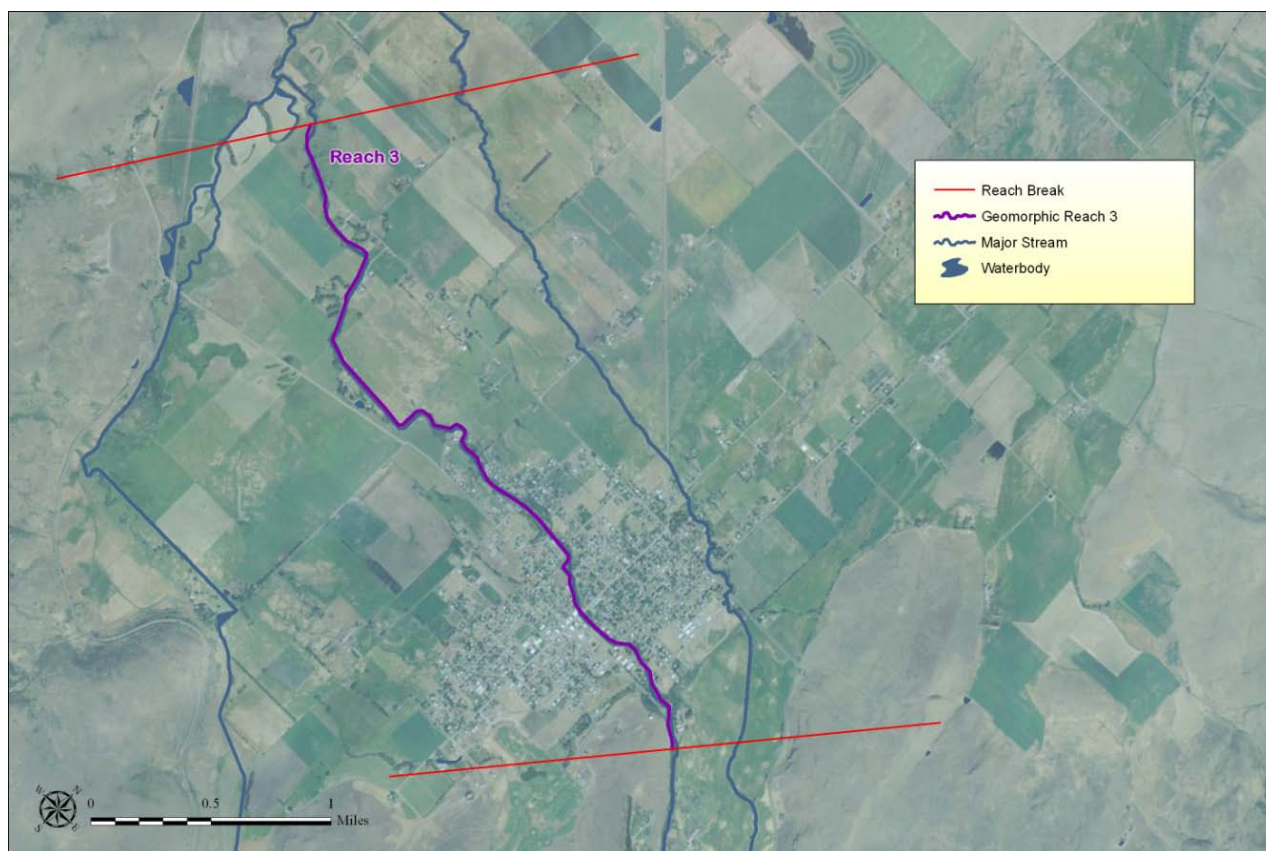 Reach 3
Reach Break
Geomorphic Reach 3
Major Stream
Waterbody
N
W
E
S
0 0.5 1
Miles